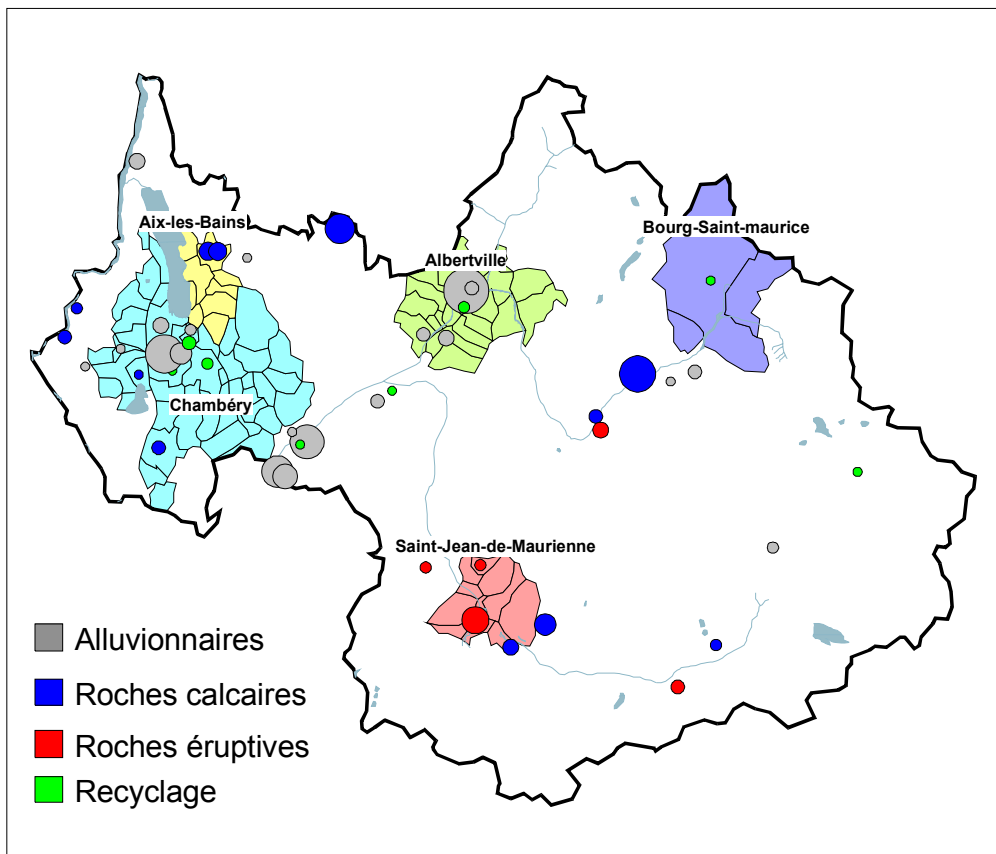 Aix-les-Bains
Bourg-Saint-maurice
Albertville
Chambéry
Saint-Jean-de-Maurienne
Alluvionnaires
Roches calcaires
Roches éruptives
Recyclage